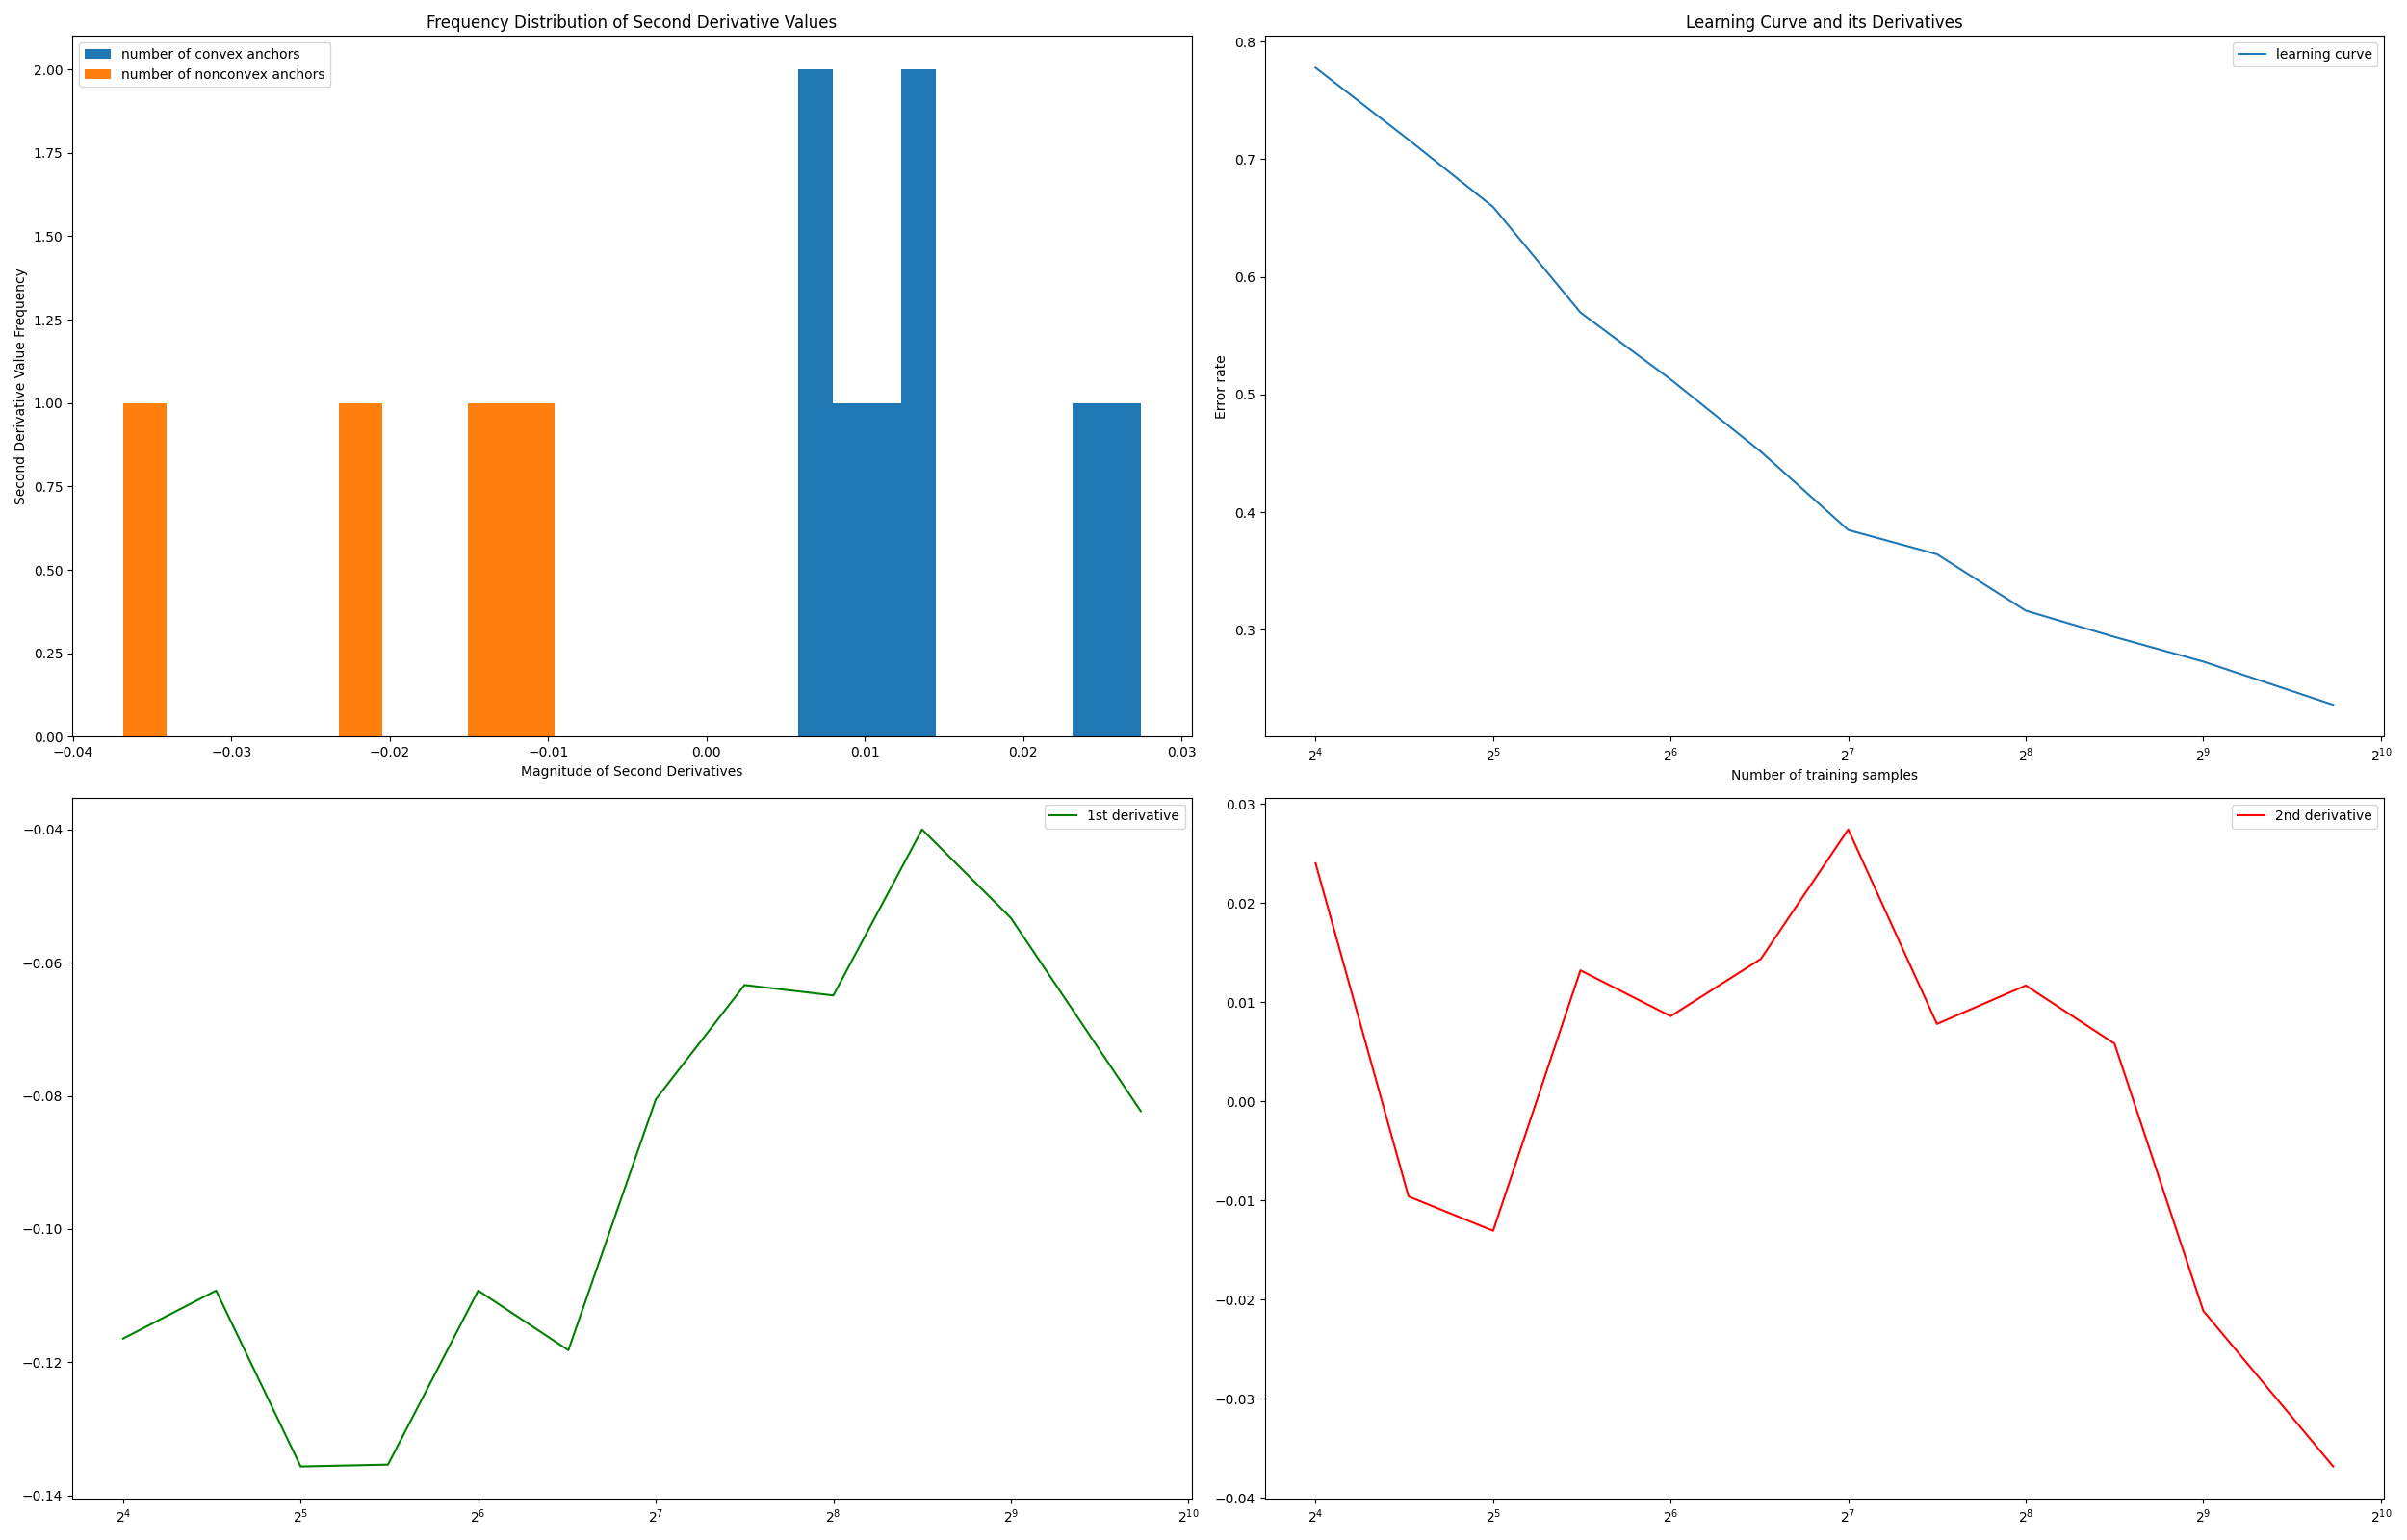 Frequency Distribution of Second Derivative Values
number of convex anchors
number of nonconvex anchors
Second Derivative Value Frequency
2.00
1.75
1.50
1.25
1.00
0.75
0.50
0.25
0.00
−0.04 −0.03 −0.02 −0.01 0.00 0.01 0.02 0.03
Magnitude of Second Derivatives
Learning Curve and its Derivatives
learning curve
Error rate
0.8
0.7
0.6
0.5
0.4
0.3
2⁴ 2⁵ 2⁶ 2⁷ 2⁸ 2⁹ 2¹⁰
Number of training samples
1st derivative
−0.04
−0.06
−0.08
−0.10
−0.12
−0.14
2⁴ 2⁵ 2⁶ 2⁷ 2⁸ 2⁹ 2¹⁰
2nd derivative
0.03
0.02
0.01
0.00
−0.01
−0.02
−0.03
−0.04
2⁴ 2⁵ 2⁶ 2⁷ 2⁸ 2⁹ 2¹⁰